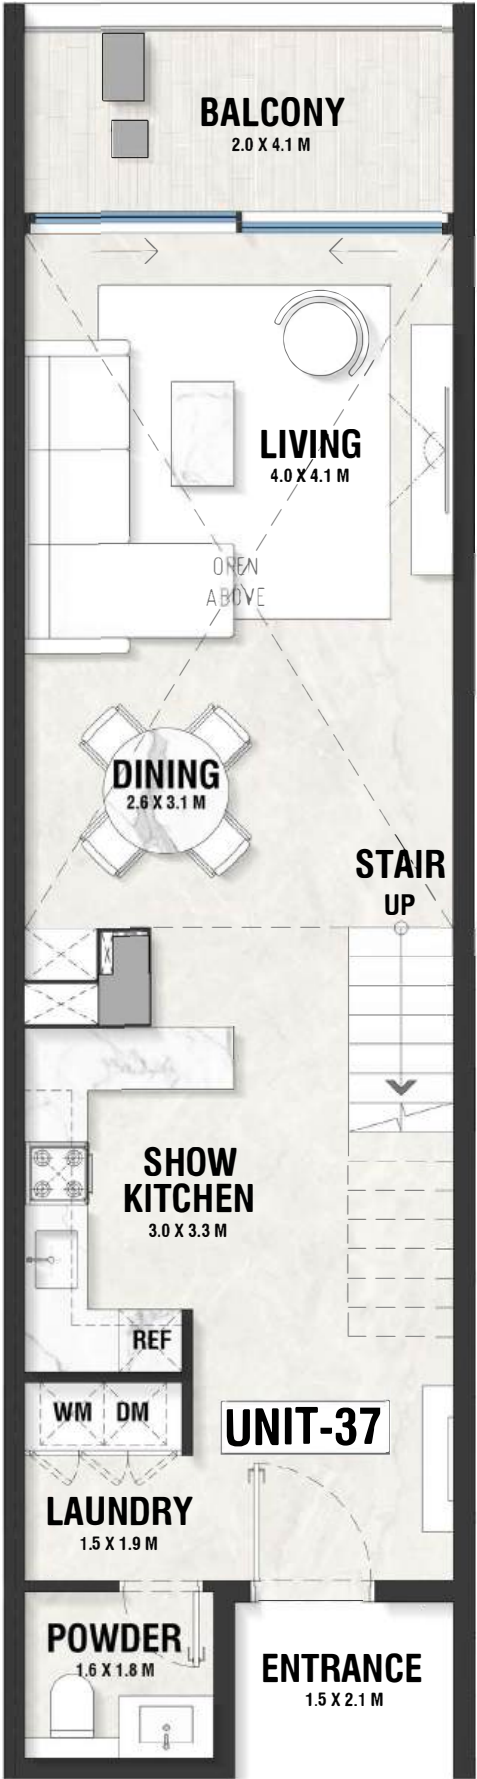 BALCONY
2.0 X 4.1 M
LIVING
4.0 X 4.1 M
OPEN
ABOVE
DINING
2.6 X 3.1 M
STAIR
UP
SHOW
KITCHEN
3.0 X 3.3 M
REF
WM DM
UNIT-37
LAUNDRY
1.5 X 1.9 M
POWDER
1.6 X 1.8 M
ENTRANCE
1.5 X 2.1 M